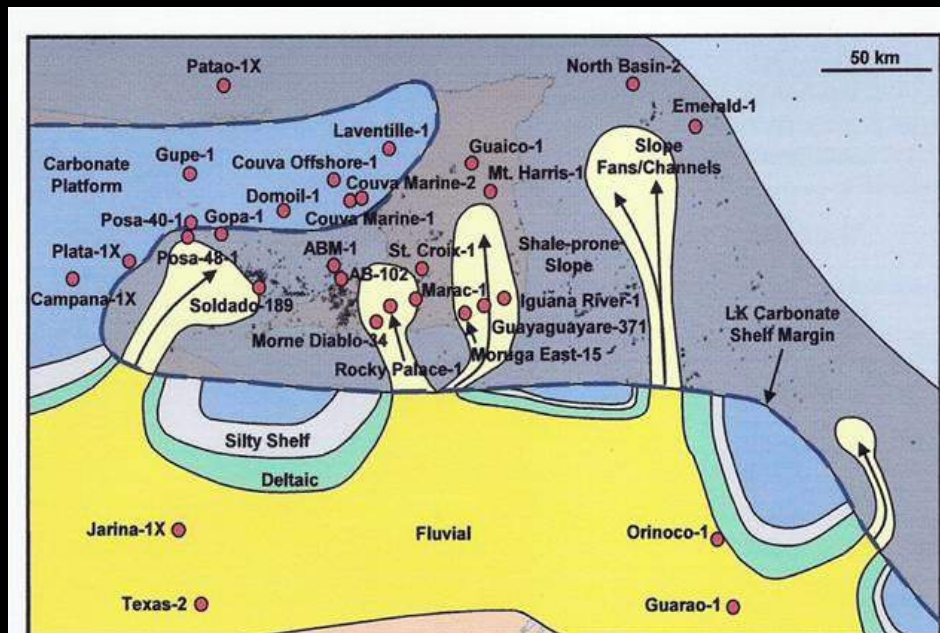 50 km
Patao-1X
North Basin-2
Emerald-1
Laventille-1
Slope
Fans/Channels
Carbonate
Platform
Gupe-1
Couva Offshore-1
Guaico-1
Couva Marine-2
Mt. Harris-1
Domoil-1
Posa-40-1
Gopa-1
Couva Marine-1
Plata-1X
Posa-48-1
ABM-1
St. Croix-1
Shale-prone
Slope
AB-102
Campana-1X
Soldado-189
Marac-1
Iguana River-1
LK Carbonate
Shelf Margin
Guayaguayare-371
Morne Diablo-34
Moruga East-15
Rocky Palace-1
Silty Shelf
Deltaic
Jarina-1X
Fluvial
Orinoco-1
Texas-2
Guarao-1